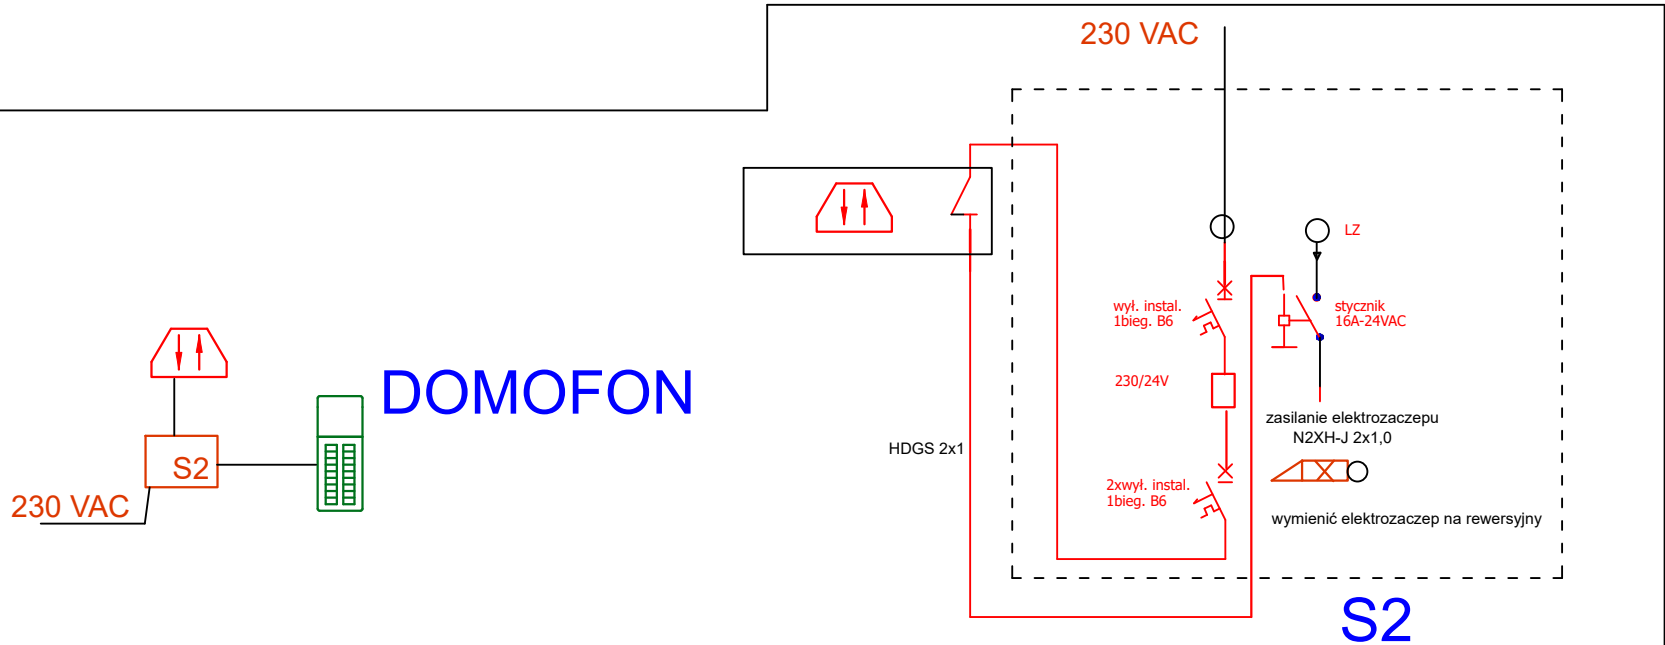 230 VAC
LZ
wył. instal.
1bieg. B6
stycznik
16A-24VAC
230/24V
DOMOFON
zasilanie elektrozaczepu
N2XH-J 2x1,0
HDGS 2x1
S2
2xwył. instal.
1bieg. B6
230 VAC
wymienić elektrozaczep na rewersyjny
S2